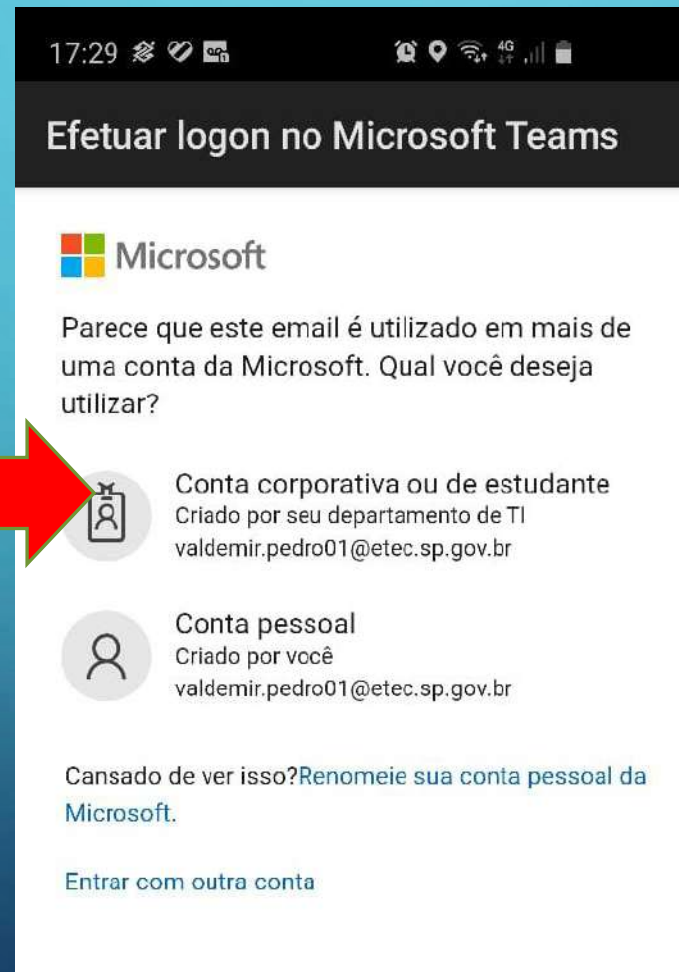 17:29
4G
Efetuar logon no Microsoft Teams
Microsoft
Parece que este email é utilizado em mais de
uma conta da Microsoft. Qual você deseja
utilizar?
Conta corporativa ou de estudante
Criado por seu departamento de TI
valdemir.pedro01@etec.sp.gov.br
Conta pessoal
Criado por você
valdemir.pedro01@etec.sp.gov.br
Cansado de ver isso?Renomeie sua conta pessoal da
Microsoft.
Entrar com outra conta